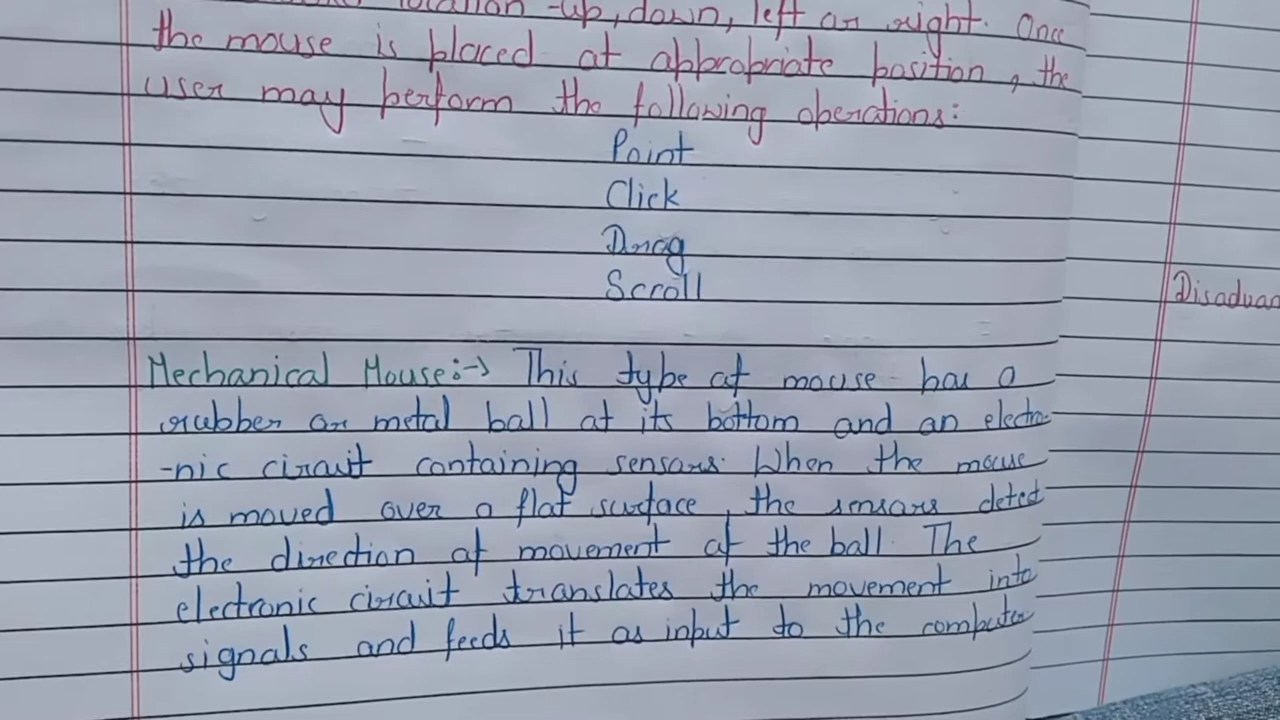 location -up, down, left or right. Once
the mouse is placed at appropriate position, the
user may perform the following operations:
Point
Click
Drag
Scroll
Mechanical Mouse:-> This type of mouse has a
rubber or metal ball at its bottom and an electro-
-nic circuit containing sensors. When the mouse
is moved over a flat surface, the sensors detect
the direction of movement of the ball. The
electronic circuit translates the movement into
signals and feeds it as input to the computer